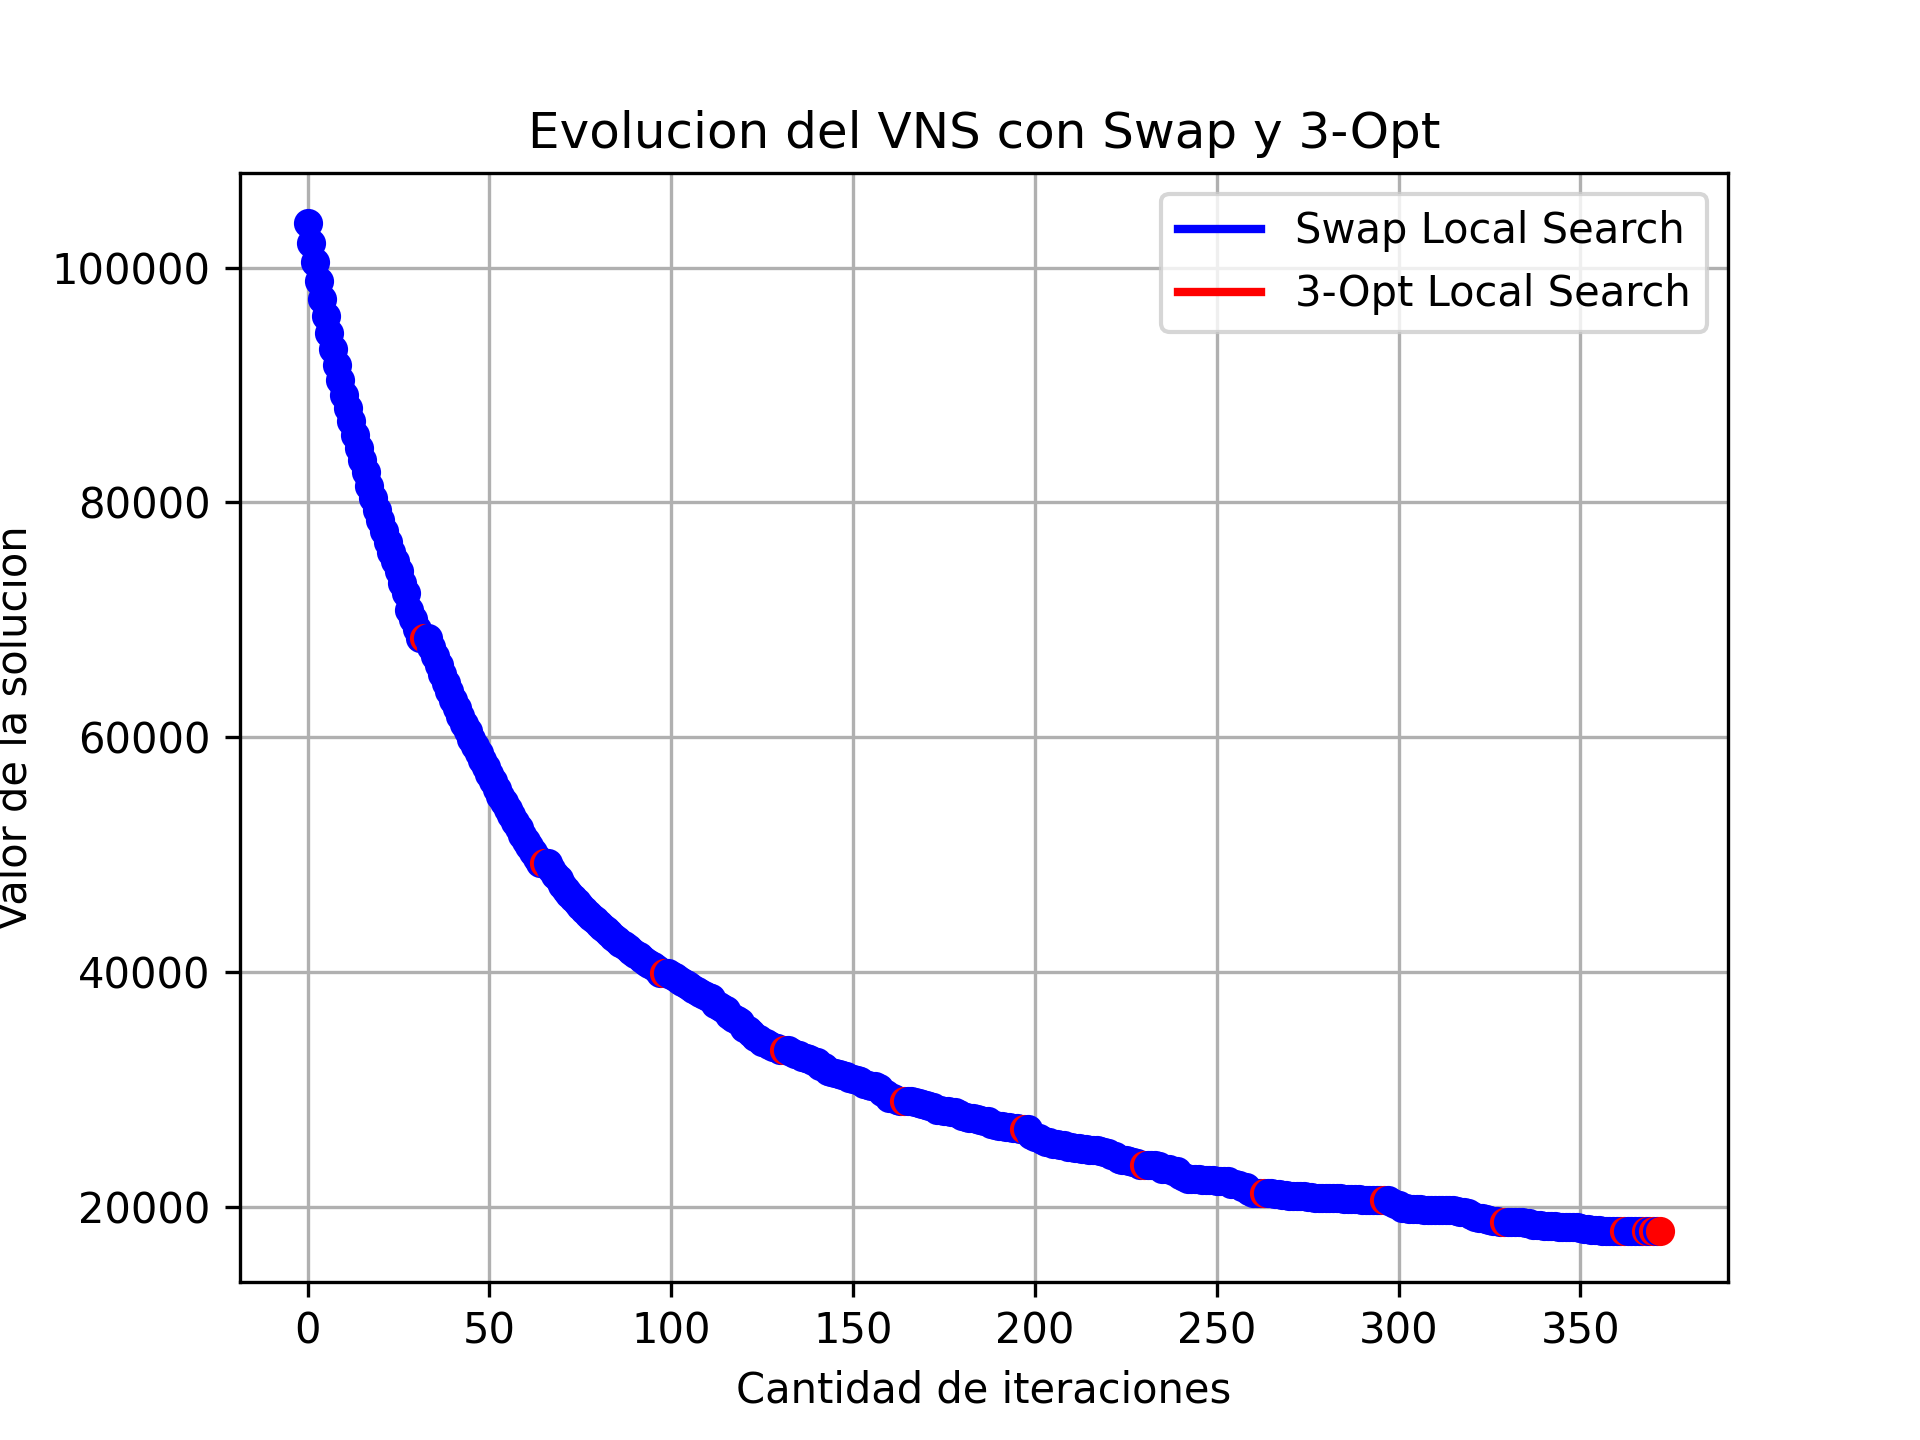 Evolucion del VNS con Swap y 3-Opt
Swap Local Search
3-Opt Local Search
Valor de la solucion
100000
80000
60000
40000
20000
0 50 100 150 200 250 300 350
Cantidad de iteraciones